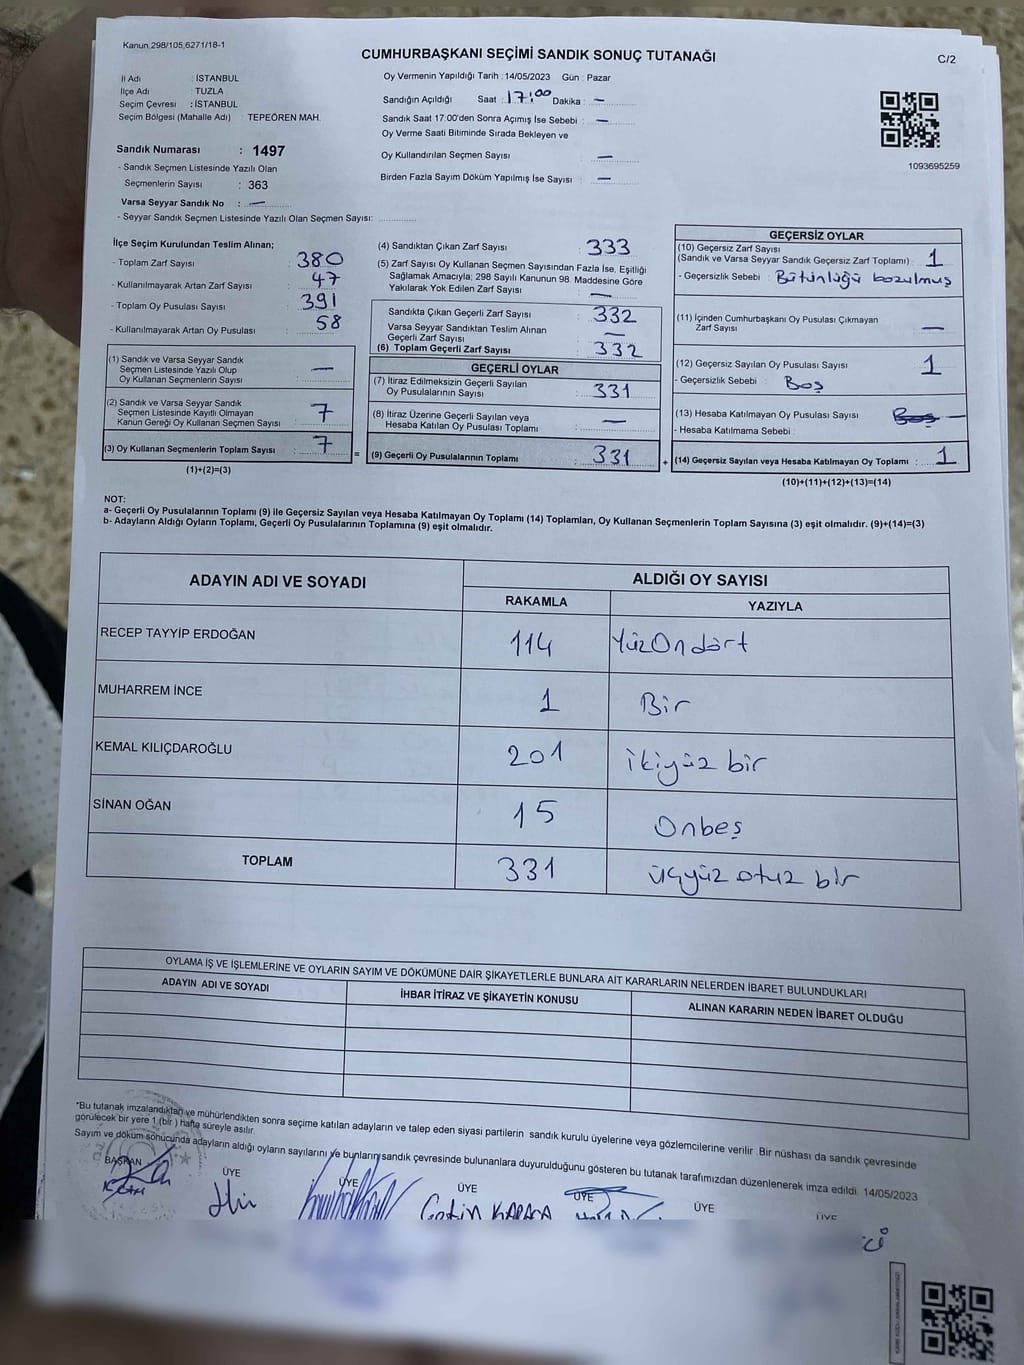 Kanun 298/105,6271/18-1
CUMHURBAŞKANI SEÇİMİ SANDIK SONUÇ TUTANAĞI
C/2
İl Adı : İSTANBUL
İlçe Adı : TUZLA
Seçim Çevresi : İSTANBUL
Seçim Bölgesi (Mahalle Adı) : TEPEÖREN MAH.
Sandık Numarası : 1497
- Sandık Seçmen Listesinde Yazılı Olan
Seçmenlerin Sayısı : 363
Varsa Seyyar Sandık No : —
- Seyyar Sandık Seçmen Listesinde Yazılı Olan Seçmen Sayısı:
Oy Vermenin Yapıldığı Tarih : 14/05/2023 Gün : Pazar
Sandığın Açıldığı Saat : 17:00 Dakika : —
Sandık Saat 17:00'den Sonra Açımış İse Sebebi : —
Oy Verme Saati Bitiminde Sırada Bekleyen ve
Oy Kullandırılan Seçmen Sayısı —
Birden Fazla Sayım Döküm Yapılmış İse Sayısı : —
1093695259
İlçe Seçim Kurulundan Teslim Alınan;
- Toplam Zarf Sayısı : 380
- Kullanılmayarak Artan Zarf Sayısı : 47
- Toplam Oy Pusulası Sayısı : 391
- Kullanılmayarak Artan Oy Pusulası : 58
(1) Sandık ve Varsa Seyyar Sandık
Seçmen Listesinde Yazılı Olup
Oy Kullanan Seçmenlerin Sayısı : —
(2) Sandık ve Varsa Seyyar Sandık
Seçmen Listesinde Kayıtlı Olmayan
Kanun Gereği Oy Kullanan Seçmen Sayısı : 7
(3) Oy Kullanan Seçmenlerin Toplam Sayısı : 7
(1)+(2)=(3)
=
(4) Sandıktan Çıkan Zarf Sayısı : 333
(5) Zarf Sayısı Oy Kullanan Seçmen Sayısından Fazla İse, Eşitliği
Sağlamak Amacıyla; 298 Sayılı Kanunun 98. Maddesine Göre
Yakılarak Yok Edilen Zarf Sayısı : —
Sandıkta Çıkan Geçerli Zarf Sayısı : 332
Varsa Seyyar Sandıktan Teslim Alınan
Geçerli Zarf Sayısı : —
(6) Toplam Geçerli Zarf Sayısı : 332
GEÇERLİ OYLAR
(7) İtiraz Edilmeksizin Geçerli Sayılan
Oy Pusulalarının Sayısı : 331
(8) İtiraz Üzerine Geçerli Sayılan veya
Hesaba Katılan Oy Pusulası Toplamı : —
(9) Geçerli Oy Pusulalarının Toplamı : 331
+
GEÇERSİZ OYLAR
(10) Geçersiz Zarf Sayısı
(Sandık ve Varsa Seyyar Sandık Geçersiz Zarf Toplamı) : 1
- Geçersizlik Sebebi : Bütünlüğü bozulmuş
(11) İçinden Cumhurbaşkanı Oy Pusulası Çıkmayan
Zarf Sayısı —
(12) Geçersiz Sayılan Oy Pusulası Sayısı : 1
- Geçersizlik Sebebi : Boş
(13) Hesaba Katılmayan Oy Pusulası Sayısı : Boş —
- Hesaba Katılmama Sebebi :
(14) Geçersiz Sayılan veya Hesaba Katılmayan Oy Toplamı : 1
(10)+(11)+(12)+(13)=(14)
NOT:
a- Geçerli Oy Pusulalarının Toplamı (9) ile Geçersiz Sayılan veya Hesaba Katılmayan Oy Toplamı (14) Toplamları, Oy Kullanan Seçmenlerin Toplam Sayısına (3) eşit olmalıdır. (9)+(14)=(3)
b- Adayların Aldığı Oyların Toplamı, Geçerli Oy Pusulalarının Toplamına (9) eşit olmalıdır.
ADAYIN ADI VE SOYADI ALDIĞI OY SAYISI
RAKAMLA YAZIYLA
RECEP TAYYİP ERDOĞAN 114 YüzOndört
MUHARREM İNCE 1 Bir
KEMAL KILIÇDAROĞLU 201 ikiyüz bir
SİNAN OĞAN 15 Onbeş
TOPLAM 331 üçyüz otuz bir
OYLAMA İŞ VE İŞLEMLERİNE VE OYLARIN SAYIM VE DÖKÜMÜNE DAİR ŞİKAYETLERLE BUNLARA AİT KARARLARIN NELERDEN İBARET BULUNDUKLARI
ADAYIN ADI VE SOYADI İHBAR İTİRAZ VE ŞİKAYETİN KONUSU ALINAN KARARIN NEDEN İBARET OLDUĞU
*Bu tutanak imzalandıktan ve mühürlendikten sonra seçime katılan adayların ve talep eden siyasi partilerin sandık kurulu üyelerine veya gözlemcilerine verilir. Bir nüshası da sandık çevresinde
görülecek bir yere 1 (bir) hafta süreyle asılır.
Sayım ve döküm sonucunda adayların aldığı oyların sayılarını ve bunların sandık çevresinde bulunanlara duyurulduğunu gösteren bu tutanak tarafımızdan düzenlenerek imza edildi. 14/05/2023
BAŞKAN ÜYE ÜYE ÜYE ÜYE ÜYE ÜYE